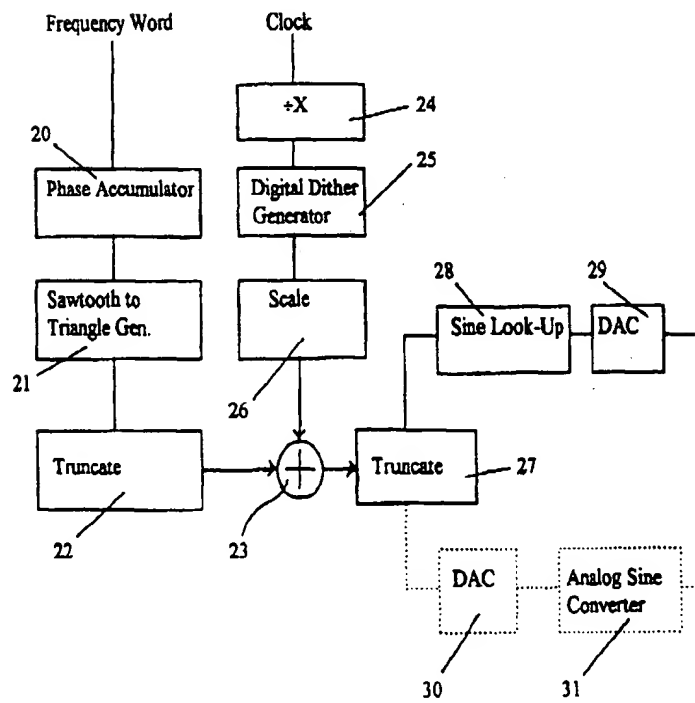 Frequency Word
Clock
÷X
24
20
Phase Accumulator
Digital Dither
Generator
25
Sawtooth to
Triangle Gen.
21
Scale
26
28
Sine Look-Up
29
DAC
Truncate
22
+
23
Truncate
27
DAC
30
Analog Sine
Converter
31